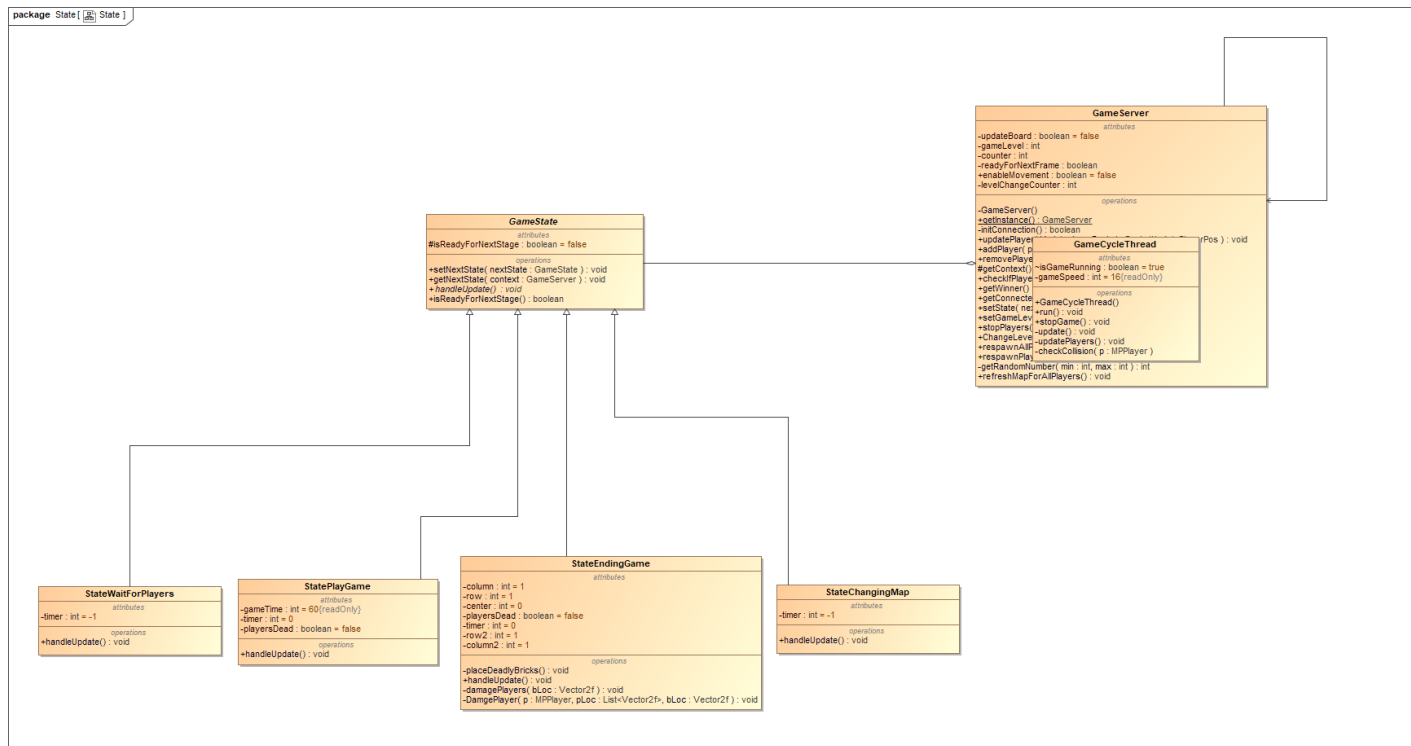 package State [ State ]
GameServer
attributes
-updateBoard : boolean = false
-gameLevel : int
-counter : int
-readyForNextFrame : boolean
+enableMovement : boolean = false
-levelChangeCounter : int
operations
-GameServer()
+getInstance() : GameServer
-initConnection() : boolean
+updatePlayer rPos ) : void
+addPlayer( p
+removePlaye
#getContext()
+checkIfPlayer
+getWinner()
+getConnecte
+setState( ne
+setGameLev
+stopPlayers(
+ChangeLevel
+respawnAllP
+respawnPlay
-getRandomNumber( min : int, max : int ) : int
+refreshMapForAllPlayers() : void
GameCycleThread
attributes
~isGameRunning : boolean = true
-gameSpeed : int = 16{readOnly}
operations
+GameCycleThread()
+run() : void
+stopGame() : void
-update() : void
-updatePlayers() : void
-checkCollision( p : MPPlayer )
GameState
attributes
#isReadyForNextStage : boolean = false
operations
+setNextState( nextState : GameState ) : void
+getNextState( context : GameServer ) : void
+handleUpdate() : void
+isReadyForNextStage() : boolean
StateWaitForPlayers
attributes
-timer : int = -1
operations
+handleUpdate() : void
StatePlayGame
attributes
-gameTime : int = 60{readOnly}
-timer : int = 0
-playersDead : boolean = false
operations
+handleUpdate() : void
StateEndingGame
attributes
-column : int = 1
-row : int = 1
-center : int = 0
-playersDead : boolean = false
-timer : int = 0
-row2 : int = 1
-column2 : int = 1
operations
-placeDeadlyBricks() : void
+handleUpdate() : void
-damagePlayers( bLoc : Vector2f ) : void
-DamgePlayer( p : MPPlayer, pLoc : List<Vector2f>, bLoc : Vector2f ) : void
StateChangingMap
attributes
-timer : int = -1
operations
+handleUpdate() : void